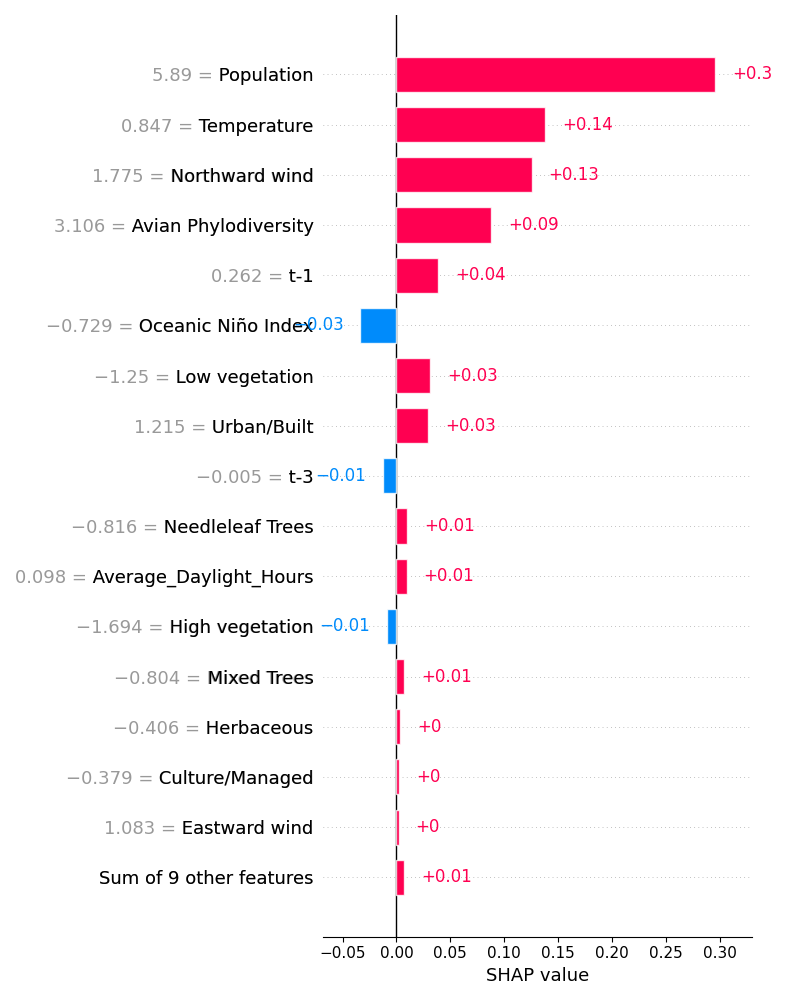 5.89 = Population +0.3
0.847 = Temperature +0.14
1.775 = Northward wind +0.13
3.106 = Avian Phylodiversity +0.09
0.262 = t-1 +0.04
−0.729 = Oceanic Niño Index −0.03
−1.25 = Low vegetation +0.03
1.215 = Urban/Built +0.03
−0.005 = t-3 −0.01
−0.816 = Needleleaf Trees +0.01
0.098 = Average_Daylight_Hours +0.01
−1.694 = High vegetation −0.01
−0.804 = Mixed Trees +0.01
−0.406 = Herbaceous +0
−0.379 = Culture/Managed +0
1.083 = Eastward wind +0
Sum of 9 other features +0.01
−0.05 0.00 0.05 0.10 0.15 0.20 0.25 0.30
SHAP value